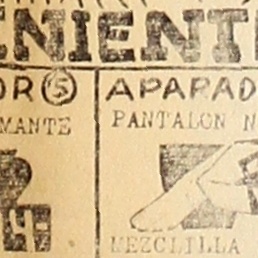 ENIENT
OR 5 APARAD
MANTE PANTALON N
MEZCLILLA